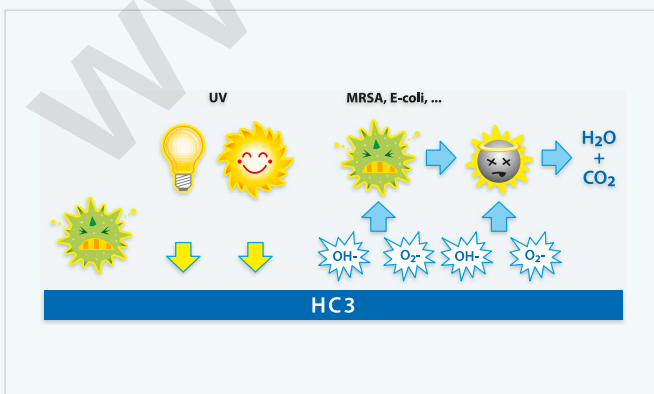 UV
MRSA, E-coli, ...
H₂O
+
CO₂
OH-
O₂-
OH-
O₂-
HC3